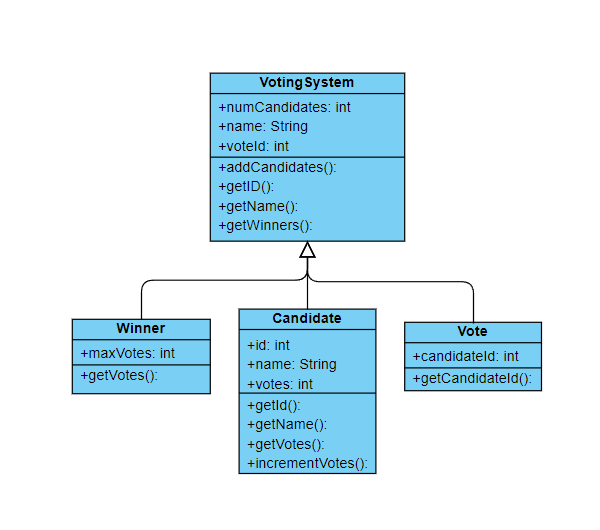 VotingSystem
+numCandidates: int
+name: String
+voteId: int
+addCandidates():
+getID():
+getName():
+getWinners():
Winner
+maxVotes: int
+getVotes():
Candidate
+id: int
+name: String
+votes: int
+getId():
+getName():
+getVotes():
+incrementVotes():
Vote
+candidateId: int
+getCandidateId():